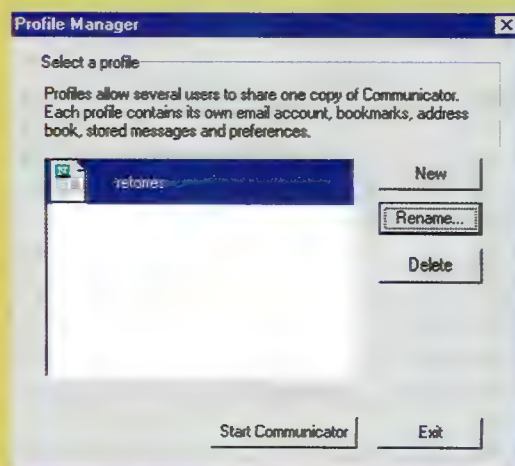 Profile Manager
Select a profile
Profiles allow several users to share one copy of Communicator.
Each profile contains its own email account, bookmarks, address
book, stored messages and preferences.
New
Rename...
Delete
Start Communicator
Exit